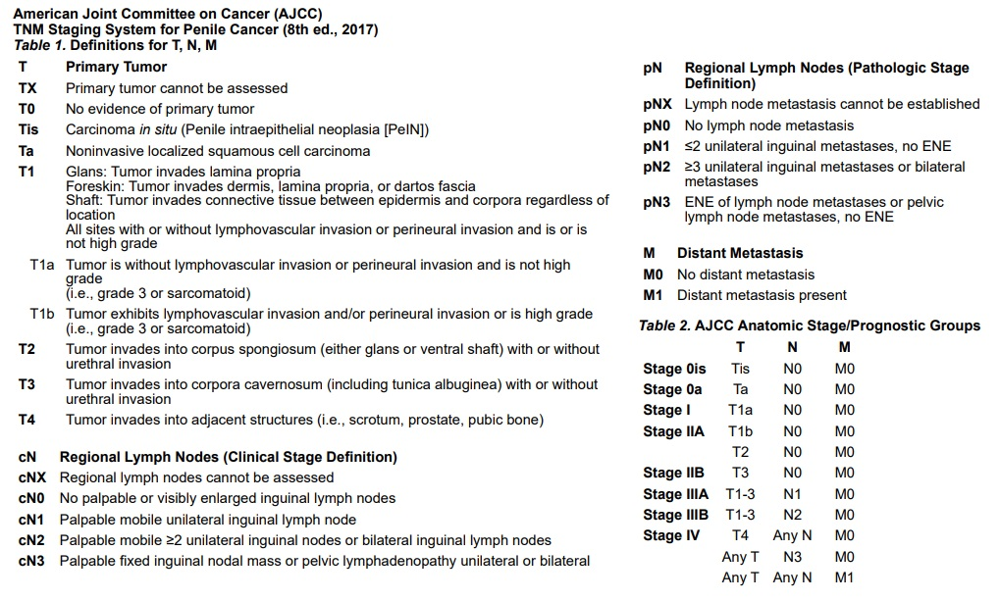 American Joint Committee on Cancer (AJCC)
TNM Staging System for Penile Cancer (8th ed., 2017)
Table 1. Definitions for T, N, M
T Primary Tumor
TX Primary tumor cannot be assessed
T0 No evidence of primary tumor
Tis Carcinoma in situ (Penile intraepithelial neoplasia [PeIN])
Ta Noninvasive localized squamous cell carcinoma
T1 Glans: Tumor invades lamina propria
Foreskin: Tumor invades dermis, lamina propria, or dartos fascia
Shaft: Tumor invades connective tissue between epidermis and corpora regardless of
location
All sites with or without lymphovascular invasion or perineural invasion and is or is
not high grade
T1a Tumor is without lymphovascular invasion or perineural invasion and is not high
grade
(i.e., grade 3 or sarcomatoid)
T1b Tumor exhibits lymphovascular invasion and/or perineural invasion or is high grade
(i.e., grade 3 or sarcomatoid)
T2 Tumor invades into corpus spongiosum (either glans or ventral shaft) with or without
urethral invasion
T3 Tumor invades into corpora cavernosum (including tunica albuginea) with or without
urethral invasion
T4 Tumor invades into adjacent structures (i.e., scrotum, prostate, pubic bone)
cN Regional Lymph Nodes (Clinical Stage Definition)
cNX Regional lymph nodes cannot be assessed
cN0 No palpable or visibly enlarged inguinal lymph nodes
cN1 Palpable mobile unilateral inguinal lymph node
cN2 Palpable mobile ≥2 unilateral inguinal nodes or bilateral inguinal lymph nodes
cN3 Palpable fixed inguinal nodal mass or pelvic lymphadenopathy unilateral or bilateral
pN Regional Lymph Nodes (Pathologic Stage
Definition)
pNX Lymph node metastasis cannot be established
pN0 No lymph node metastasis
pN1 ≤2 unilateral inguinal metastases, no ENE
pN2 ≥3 unilateral inguinal metastases or bilateral
metastases
pN3 ENE of lymph node metastases or pelvic
lymph node metastases, no ENE
M Distant Metastasis
M0 No distant metastasis
M1 Distant metastasis present
Table 2. AJCC Anatomic Stage/Prognostic Groups
T N M
Stage 0is Tis N0 M0
Stage 0a Ta N0 M0
Stage I T1a N0 M0
Stage IIA T1b N0 M0
T2 N0 M0
Stage IIB T3 N0 M0
Stage IIIA T1-3 N1 M0
Stage IIIB T1-3 N2 M0
Stage IV T4 Any N M0
Any T N3 M0
Any T Any N M1